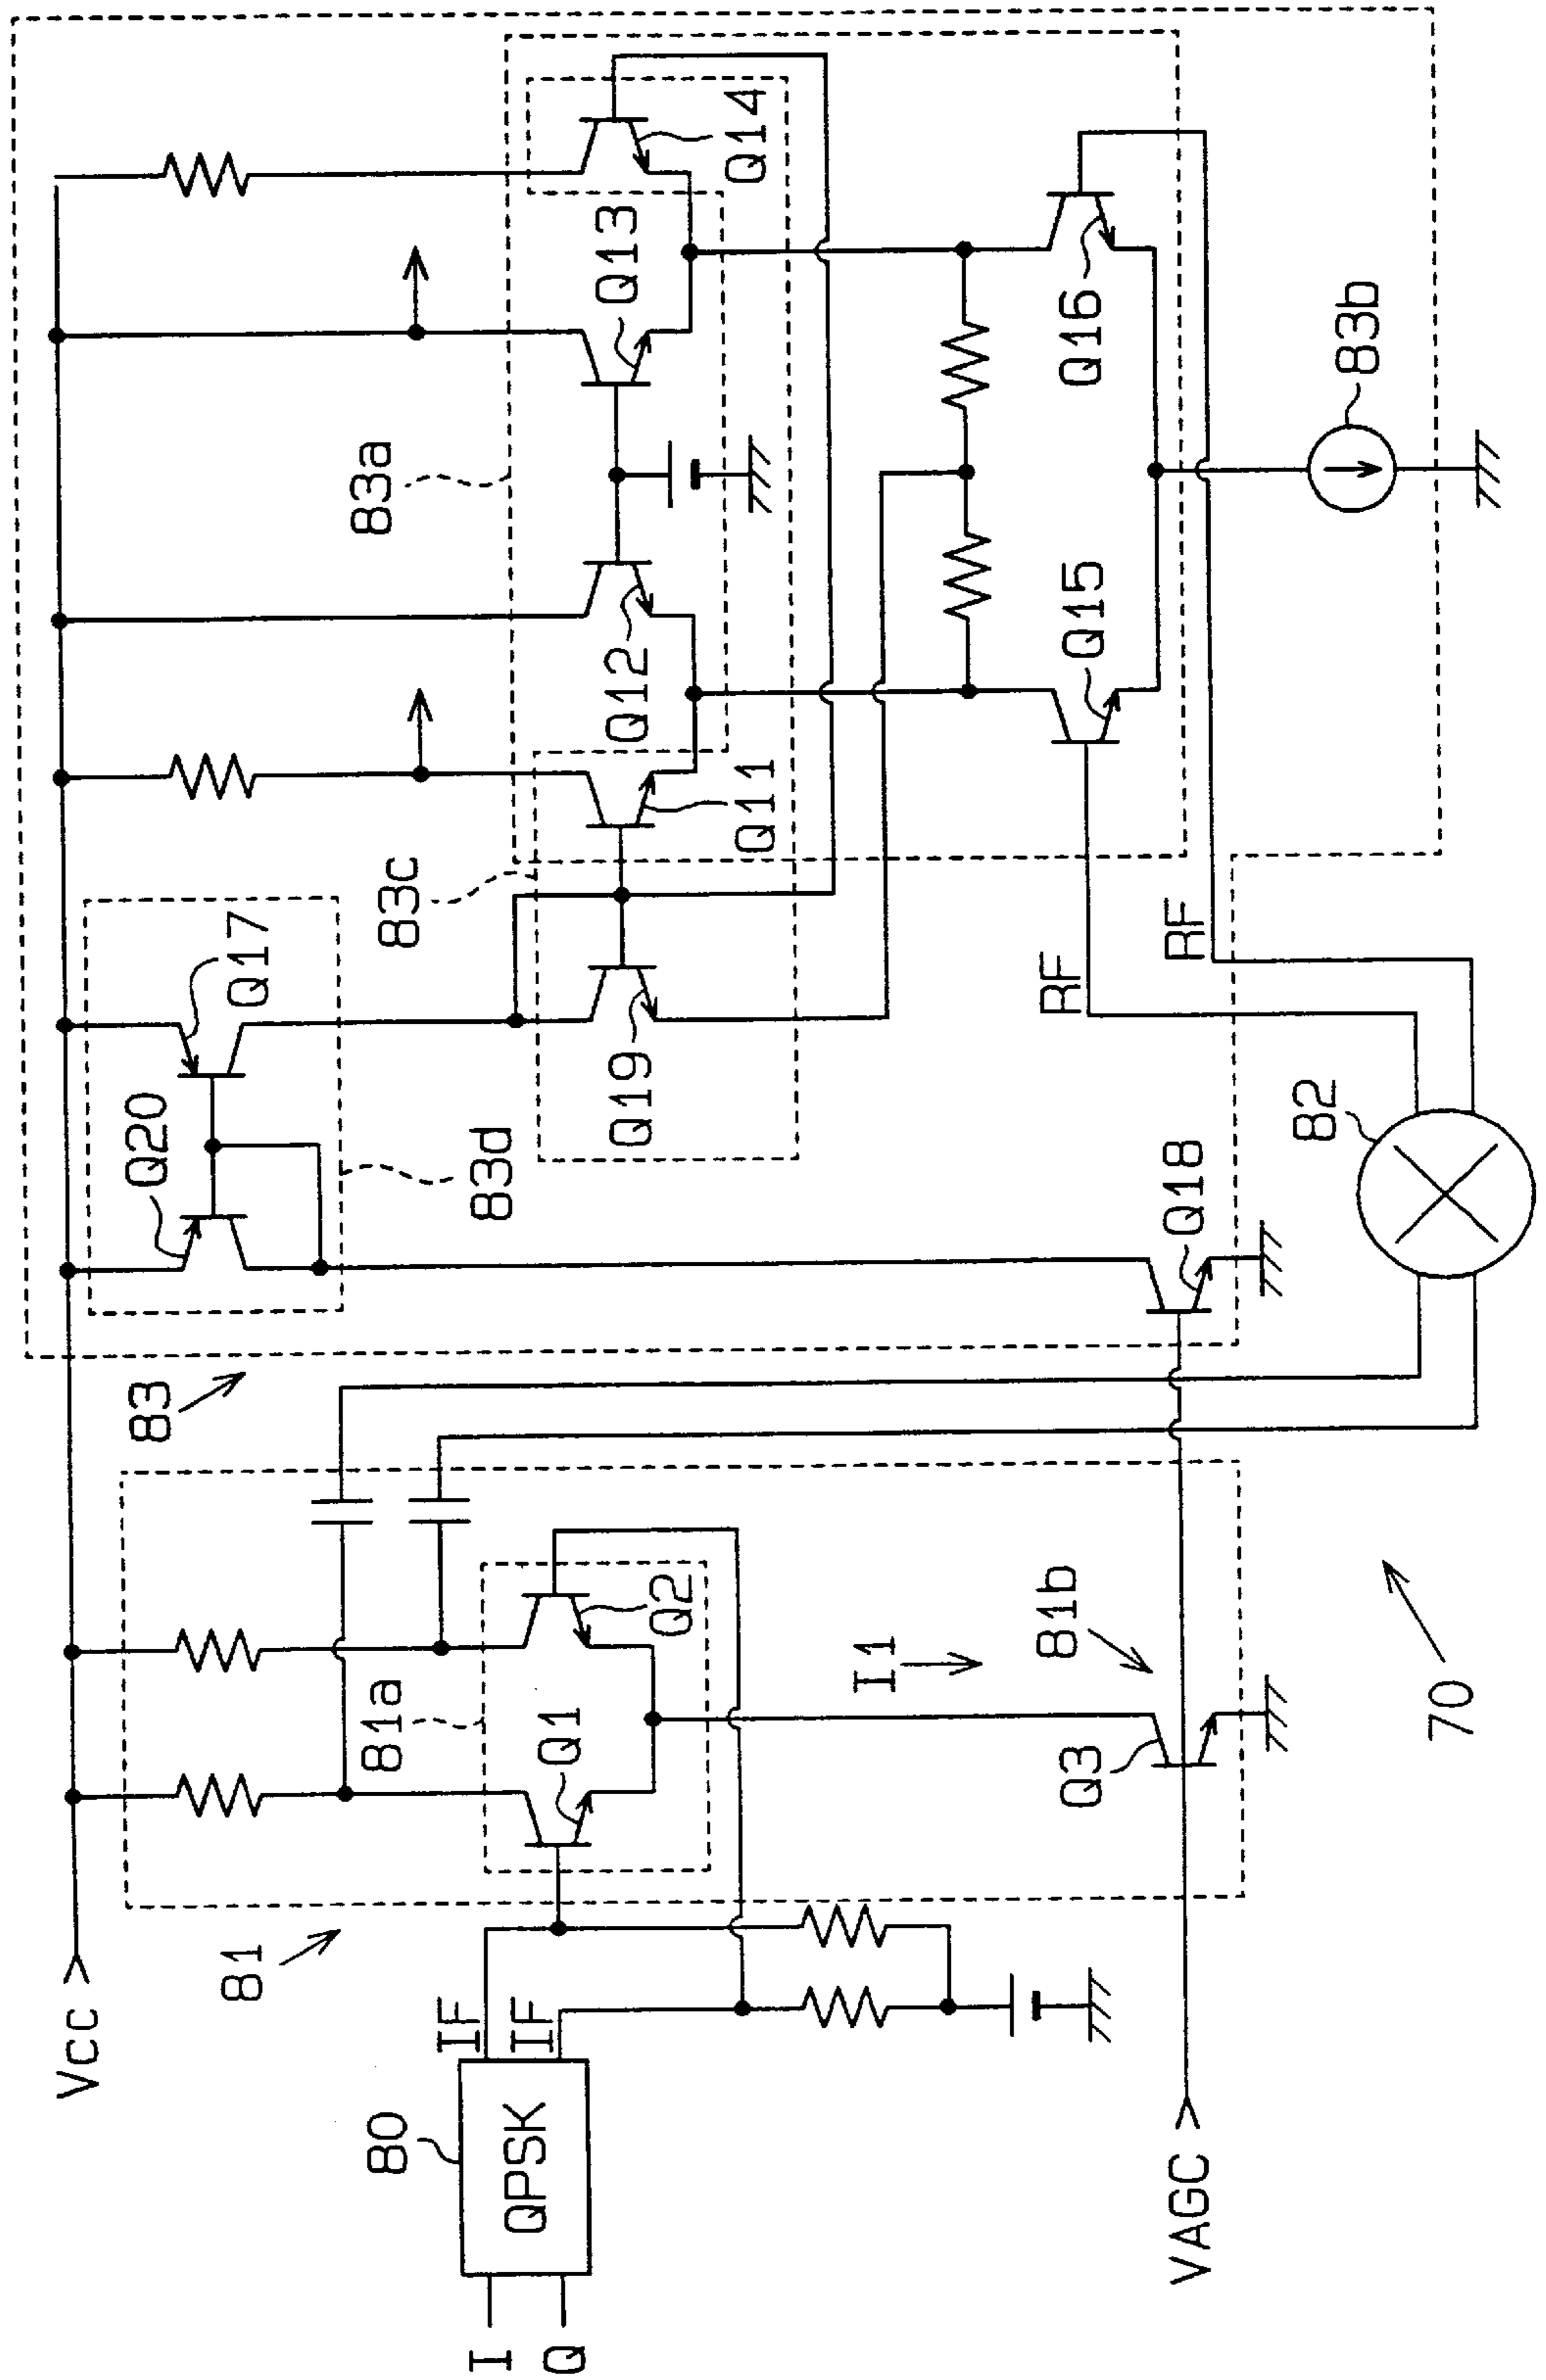 Vcc
81
81a
Q1
Q2
I1
81b
Q3
80
QPSK
I
Q
IF
IF
VAGC
70
83
Q20
Q17
83d
83c
Q19
Q11
Q12
83a
Q13
Q14
Q18
82
RF
RF
Q15
Q16
83b